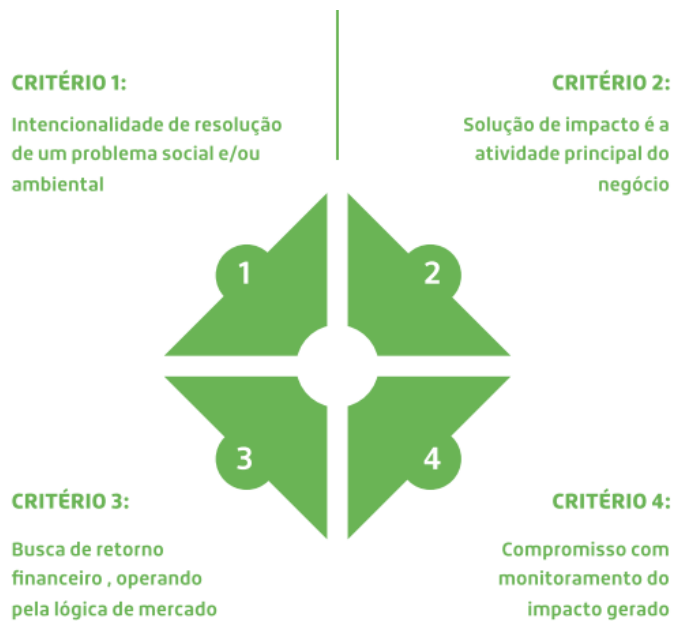 CRITÉRIO 1:
Intencionalidade de resolução
de um problema social e/ou
ambiental
CRITÉRIO 2:
Solução de impacto é a
atividade principal do
negócio
1
2
3
4
CRITÉRIO 3:
Busca de retorno
financeiro , operando
pela lógica de mercado
CRITÉRIO 4:
Compromisso com
monitoramento do
impacto gerado